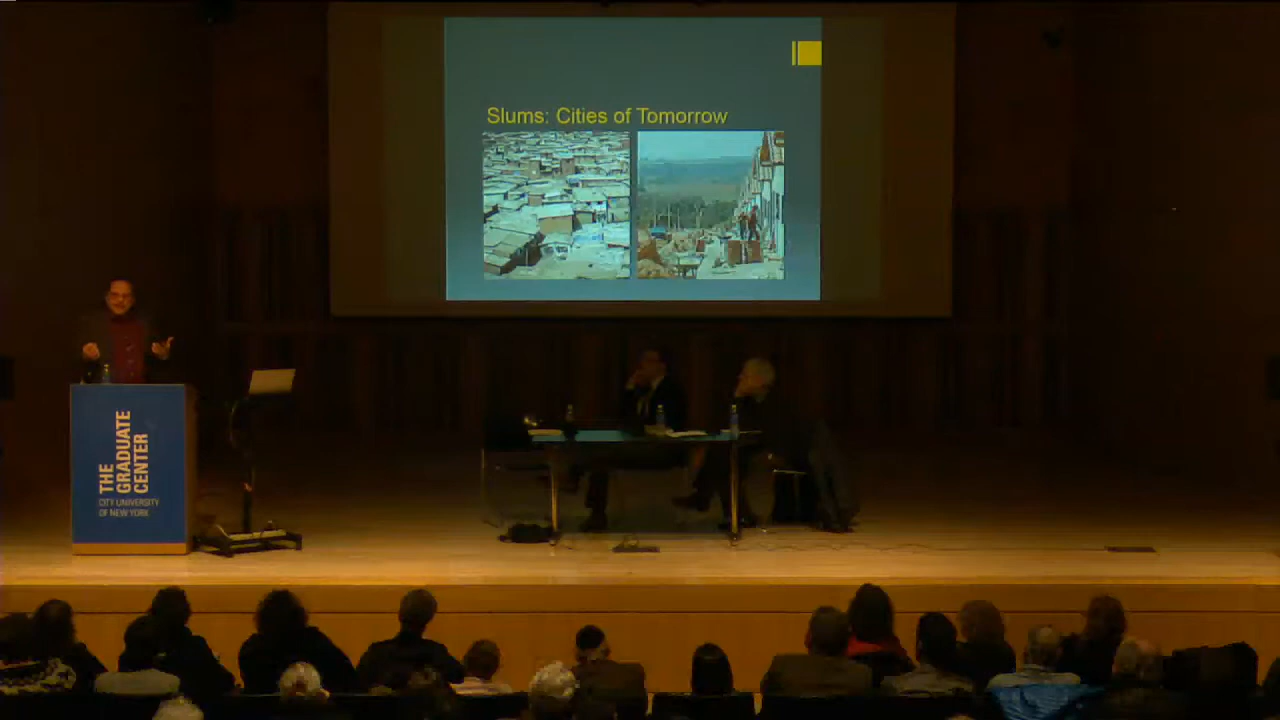 Slums: Cities of Tomorrow
THE
GRADUATE
CENTER
CITY UNIVERSITY
OF NEW YORK